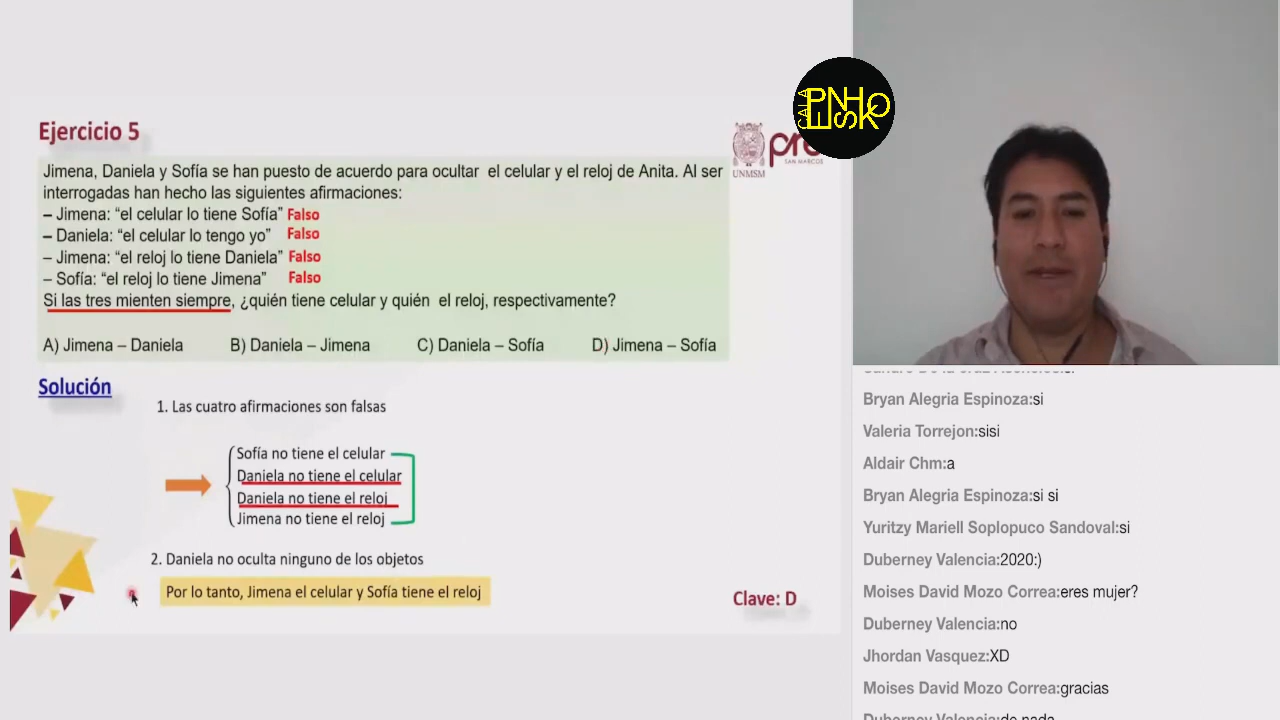 Ejercicio 5
Jimena, Daniela y Sofía se han puesto de acuerdo para ocultar el celular y el reloj de Anita. Al ser
interrogadas han hecho las siguientes afirmaciones:
– Jimena: “el celular lo tiene Sofía” Falso
– Daniela: “el celular lo tengo yo” Falso
– Jimena: “el reloj lo tiene Daniela” Falso
– Sofía: “el reloj lo tiene Jimena” Falso
Si las tres mienten siempre, ¿quién tiene celular y quién el reloj, respectivamente?
A) Jimena – Daniela B) Daniela – Jimena C) Daniela – Sofía D) Jimena – Sofía
UNMSM
SAN MARCOS
Solución
1. Las cuatro afirmaciones son falsas
Sofía no tiene el celular
Daniela no tiene el celular
Daniela no tiene el reloj
Jimena no tiene el reloj
2. Daniela no oculta ninguno de los objetos
Por lo tanto, Jimena el celular y Sofía tiene el reloj
Clave: D
Bryan Alegria Espinoza:si
Valeria Torrejon:sisi
Aldair Chm:a
Bryan Alegria Espinoza:si si
Yuritzy Mariell Soplopuco Sandoval:si
Duberney Valencia:2020:)
Moises David Mozo Correa:eres mujer?
Duberney Valencia:no
Jhordan Vasquez:XD
Moises David Mozo Correa:gracias
Duberney Valencia:de nada